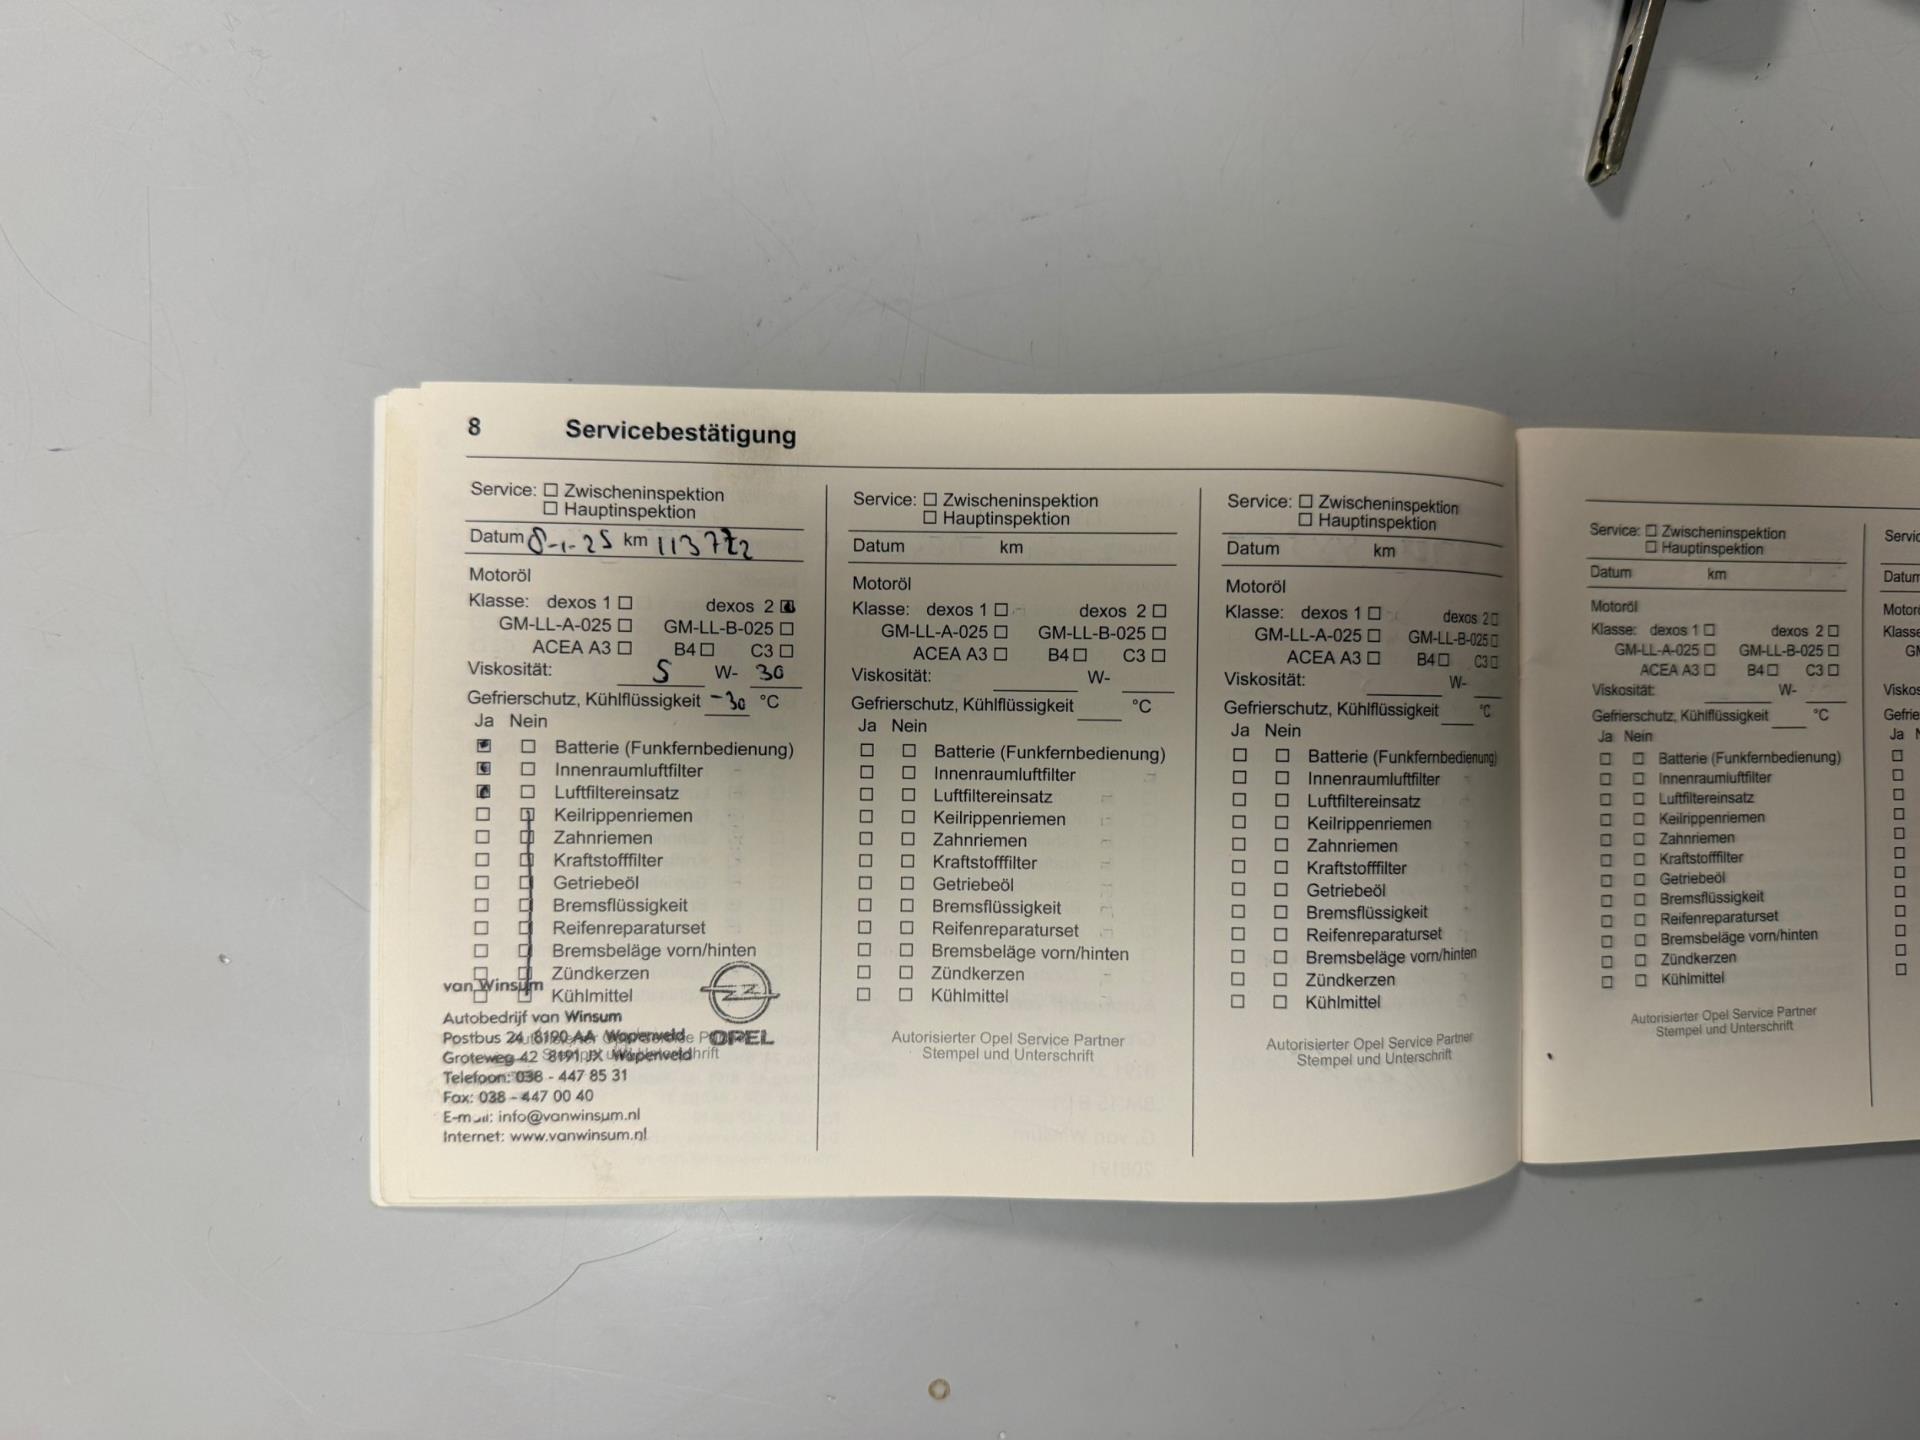 8 Servicebestätigung
Service: ☐ Zwischeninspektion
☐ Hauptinspektion
Datum 8-1-25 km 113772
Motoröl
Klasse: dexos 1 ☐ dexos 2 ☒
GM-LL-A-025 ☐ GM-LL-B-025 ☐
ACEA A3 ☐ B4 ☐ C3 ☐
Viskosität: 5 W- 30
Gefrierschutz, Kühlflüssigkeit -30 °C
Ja Nein
☒ ☐ Batterie (Funkfernbedienung)
☒ ☐ Innenraumluftfilter
☒ ☐ Luftfiltereinsatz
☐ ☐ Keilrippenriemen
☐ ☐ Zahnriemen
☐ ☐ Kraftstofffilter
☐ ☐ Getriebeöl
☐ ☐ Bremsflüssigkeit
☐ ☐ Reifenreparaturset
☐ ☐ Bremsbeläge vorn/hinten
☐ ☐ Zündkerzen
☐ ☐ Kühlmittel
van Winsum
Autobedrijf van Winsum
Postbus 24 8190 AA Wapenveld
Groteweg 42 8191 JX Wapenveld
Telefoon: 038 - 447 85 31
Fax: 038 - 447 00 40
E-mail: info@vanwinsum.nl
Internet: www.vanwinsum.nl
OPEL
Service: ☐ Zwischeninspektion
☐ Hauptinspektion
Datum km
Motoröl
Klasse: dexos 1 ☐ dexos 2 ☐
GM-LL-A-025 ☐ GM-LL-B-025 ☐
ACEA A3 ☐ B4 ☐ C3 ☐
Viskosität: W-
Gefrierschutz, Kühlflüssigkeit °C
Ja Nein
☐ ☐ Batterie (Funkfernbedienung)
☐ ☐ Innenraumluftfilter
☐ ☐ Luftfiltereinsatz
☐ ☐ Keilrippenriemen
☐ ☐ Zahnriemen
☐ ☐ Kraftstofffilter
☐ ☐ Getriebeöl
☐ ☐ Bremsflüssigkeit
☐ ☐ Reifenreparaturset
☐ ☐ Bremsbeläge vorn/hinten
☐ ☐ Zündkerzen
☐ ☐ Kühlmittel
Autorisierter Opel Service Partner
Stempel und Unterschrift
Service: ☐ Zwischeninspektion
☐ Hauptinspektion
Datum km
Motoröl
Klasse: dexos 1 ☐ dexos 2 ☐
GM-LL-A-025 ☐ GM-LL-B-025 ☐
ACEA A3 ☐ B4 ☐ C3 ☐
Viskosität: W-
Gefrierschutz, Kühlflüssigkeit °C
Ja Nein
☐ ☐ Batterie (Funkfernbedienung)
☐ ☐ Innenraumluftfilter
☐ ☐ Luftfiltereinsatz
☐ ☐ Keilrippenriemen
☐ ☐ Zahnriemen
☐ ☐ Kraftstofffilter
☐ ☐ Getriebeöl
☐ ☐ Bremsflüssigkeit
☐ ☐ Reifenreparaturset
☐ ☐ Bremsbeläge vorn/hinten
☐ ☐ Zündkerzen
☐ ☐ Kühlmittel
Autorisierter Opel Service Partner
Stempel und Unterschrift
Service: ☐ Zwischeninspektion
☐ Hauptinspektion
Datum km
Motoröl
Klasse: dexos 1 ☐ dexos 2 ☐
GM-LL-A-025 ☐ GM-LL-B-025 ☐
ACEA A3 ☐ B4 ☐ C3 ☐
Viskosität: W-
Gefrierschutz, Kühlflüssigkeit °C
Ja Nein
☐ ☐ Batterie (Funkfernbedienung)
☐ ☐ Innenraumluftfilter
☐ ☐ Luftfiltereinsatz
☐ ☐ Keilrippenriemen
☐ ☐ Zahnriemen
☐ ☐ Kraftstofffilter
☐ ☐ Getriebeöl
☐ ☐ Bremsflüssigkeit
☐ ☐ Reifenreparaturset
☐ ☐ Bremsbeläge vorn/hinten
☐ ☐ Zündkerzen
☐ ☐ Kühlmittel
Autorisierter Opel Service Partner
Stempel und Unterschrift
Ja